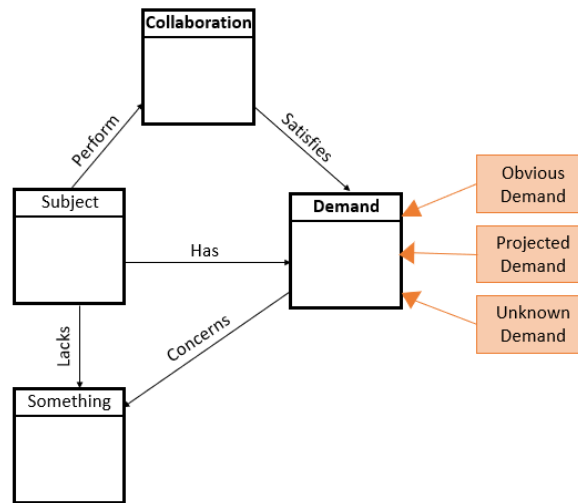 Collaboration
Perform
Satisfies
Subject
Demand
Obvious
Demand
Has
Projected
Demand
Lacks
Concerns
Unknown
Demand
Something